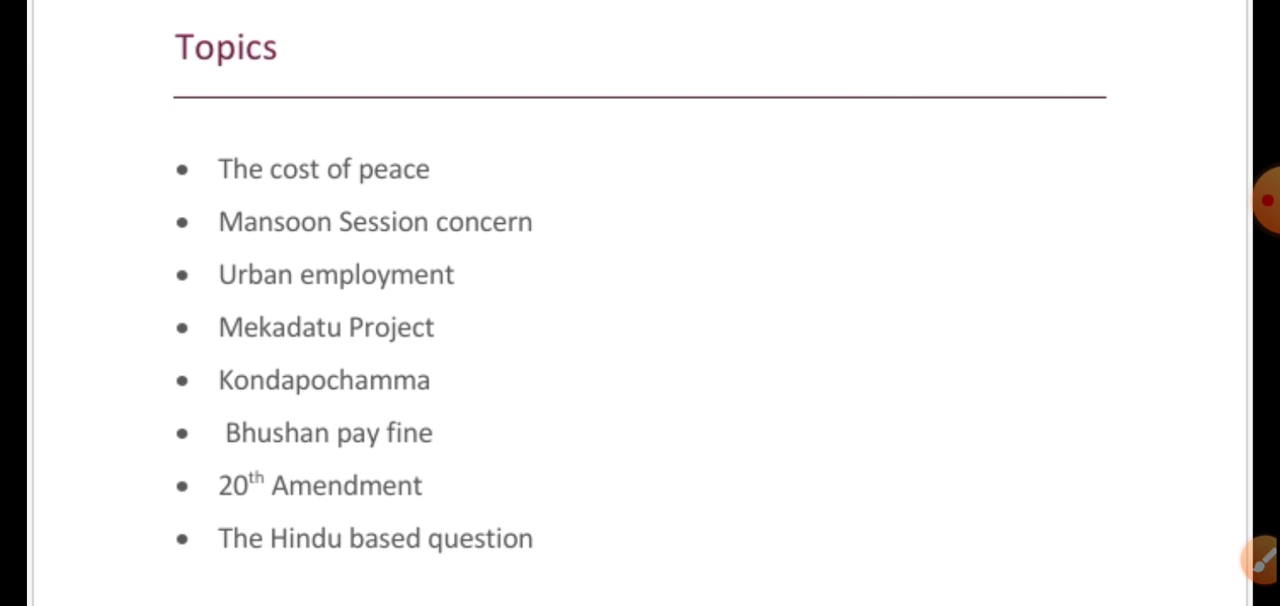 Topics
• The cost of peace
• Mansoon Session concern
• Urban employment
• Mekadatu Project
• Kondapochamma
• Bhushan pay fine
• 20th Amendment
• The Hindu based question